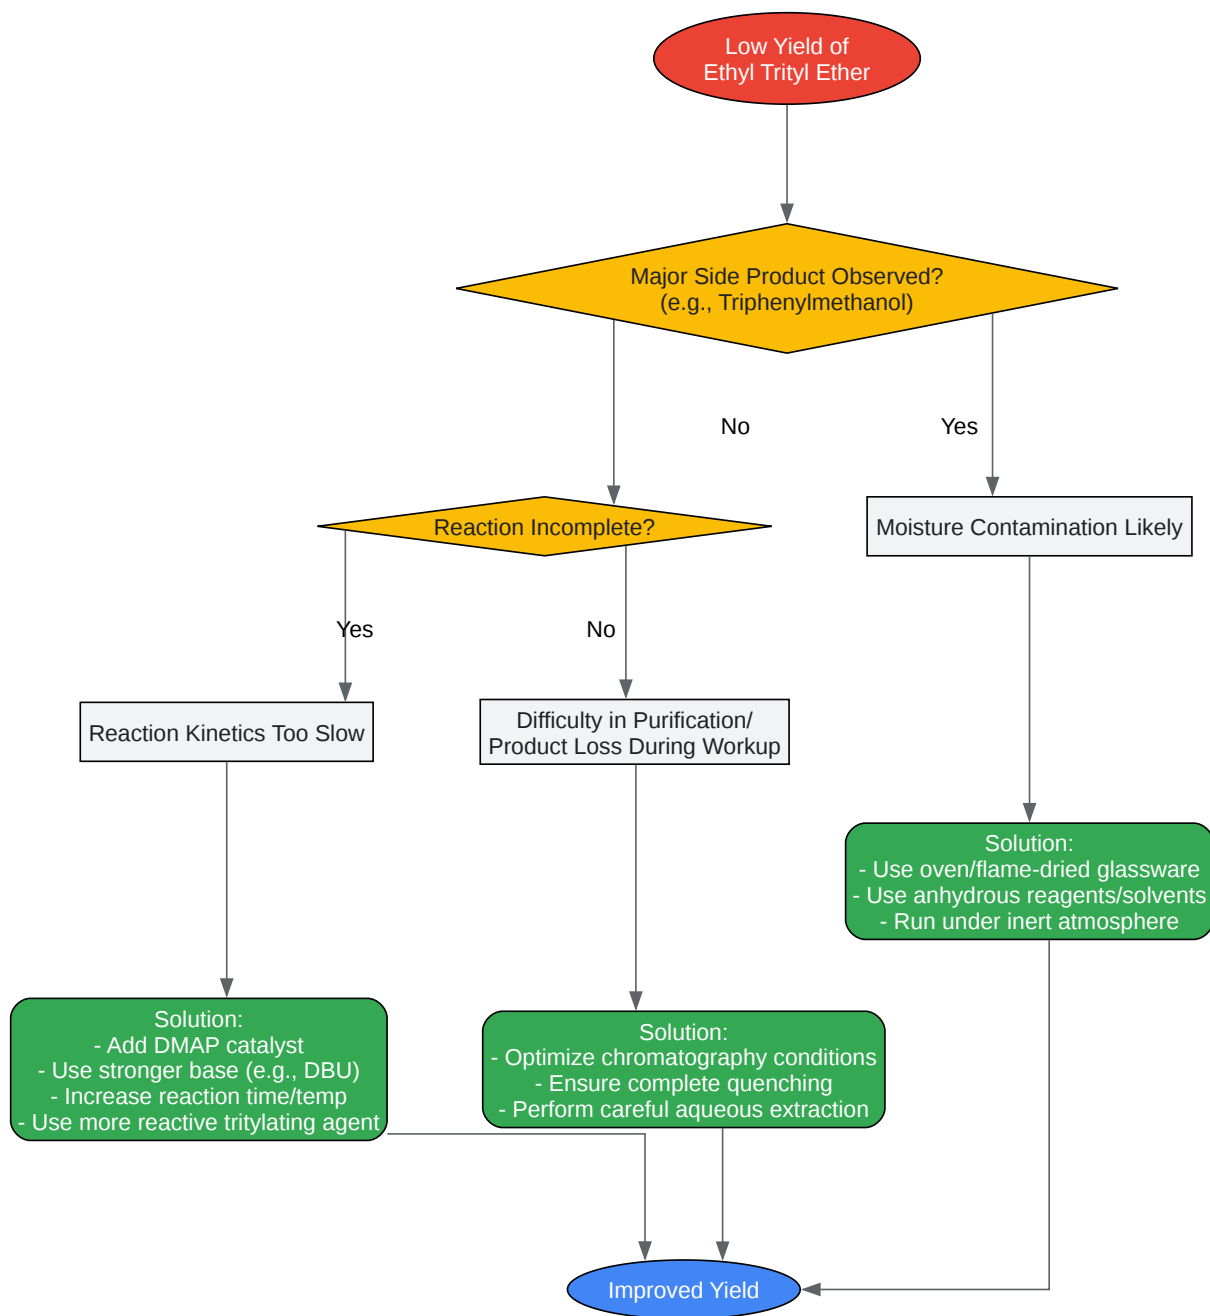 Low Yield of
Ethyl Trityl Ether
Major Side Product Observed?
(e.g., Triphenylmethanol)
No
Yes
Reaction Incomplete?
Moisture Contamination Likely
Yes
No
Reaction Kinetics Too Slow
Difficulty in Purification/
Product Loss During Workup
Solution:
- Use oven/flame-dried glassware
- Use anhydrous reagents/solvents
- Run under inert atmosphere
Solution:
- Add DMAP catalyst
- Use stronger base (e.g., DBU)
- Increase reaction time/temp
- Use more reactive tritylating agent
Solution:
- Optimize chromatography conditions
- Ensure complete quenching
- Perform careful aqueous extraction
Improved Yield